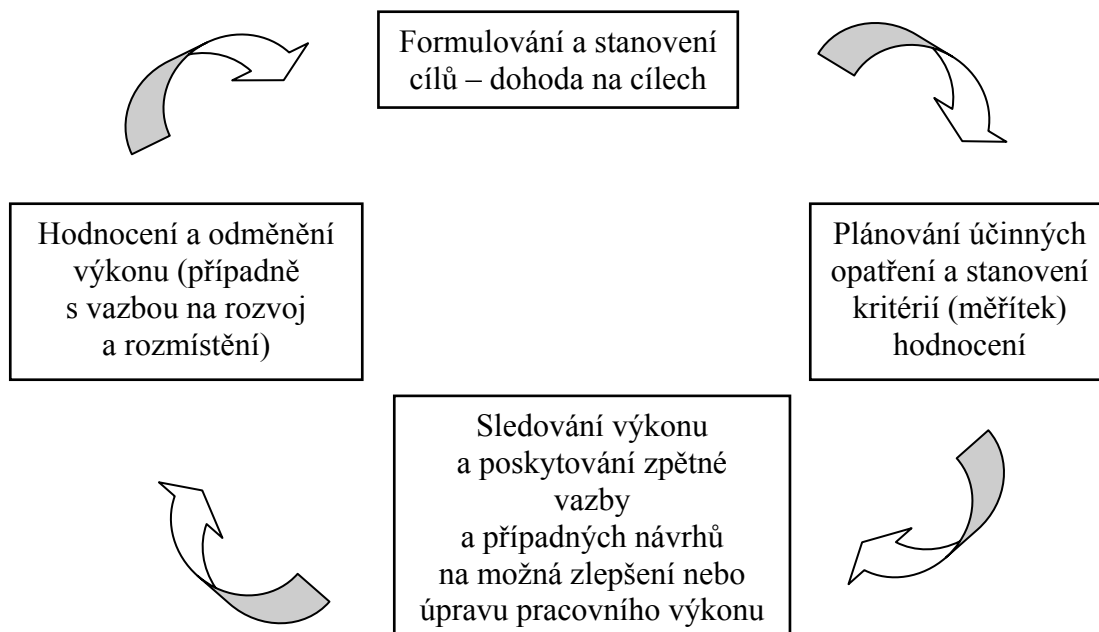 Formulování a stanovení
cílů – dohoda na cílech
Hodnocení a odměnění
výkonu (případně
s vazbou na rozvoj
a rozmístění)
Plánování účinných
opatření a stanovení
kritérií (měřítek)
hodnocení
Sledování výkonu
a poskytování zpětné
vazby
a případných návrhů
na možná zlepšení nebo
úpravu pracovního výkonu